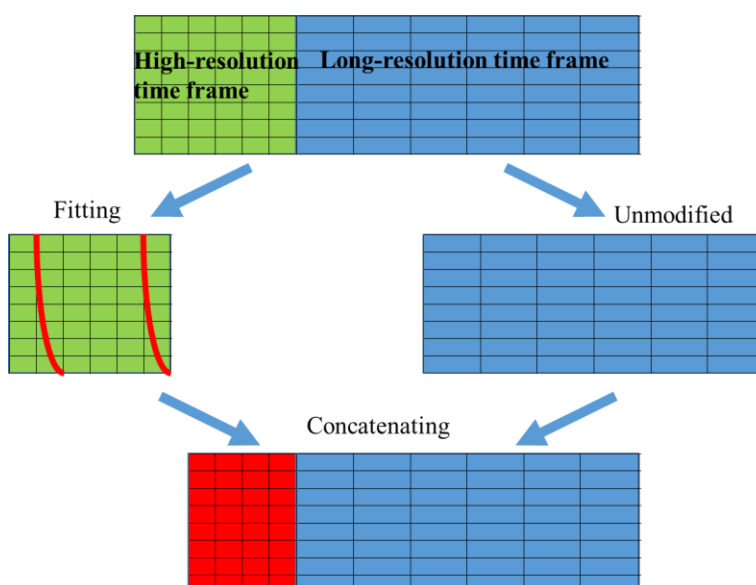 High-resolution
time frame
Long-resolution time frame
Fitting
Unmodified
Concatenating